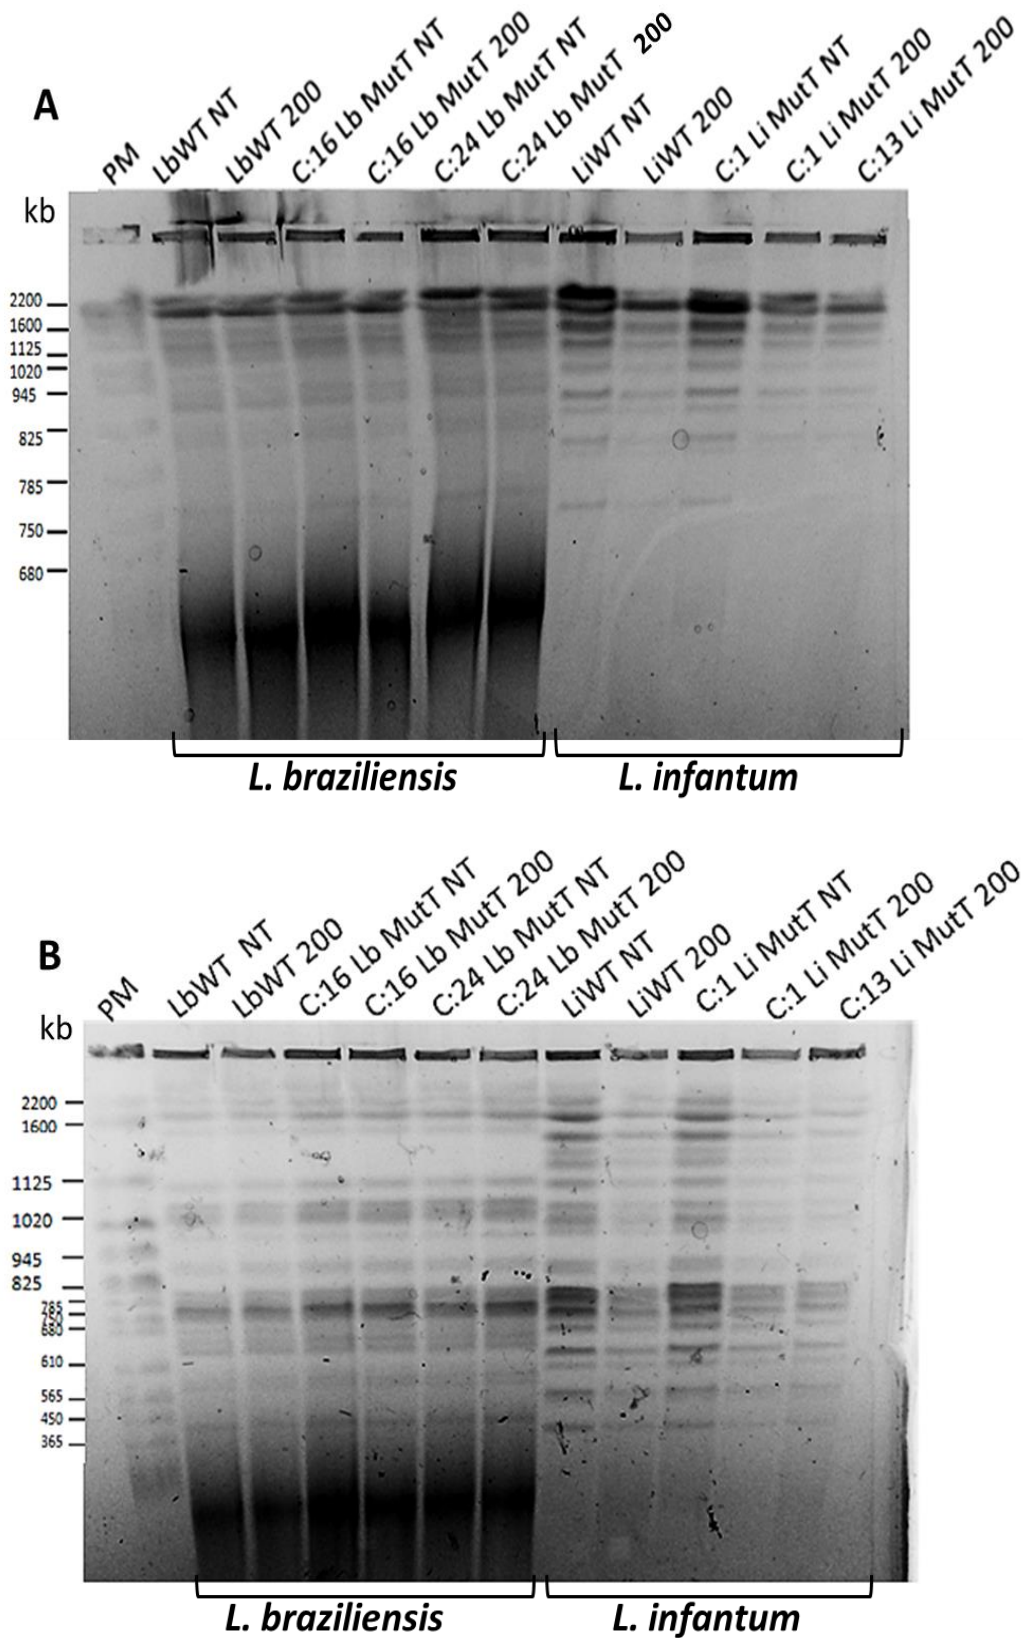 A
PM
LbWT NT
LbWT 200
C:16 Lb MutT NT
C:16 Lb MutT 200
C:24 Lb MutT NT
C:24 Lb MutT 200
LiWT NT
LiWT 200
C:1 Li MutT NT
C:1 Li MutT 200
C:13 Li MutT 200
kb
2200
1600
1125
1020
945
825
785
750
680
L. braziliensis
L. infantum
B
PM
LbWT NT
LbWT 200
C:16 Lb MutT NT
C:16 Lb MutT 200
C:24 Lb MutT NT
C:24 Lb MutT 200
LiWT NT
LiWT 200
C:1 Li MutT NT
C:1 Li MutT 200
C:13 Li MutT 200
kb
2200
1600
1125
1020
945
825
785
750
680
610
565
450
365
L. braziliensis
L. infantum